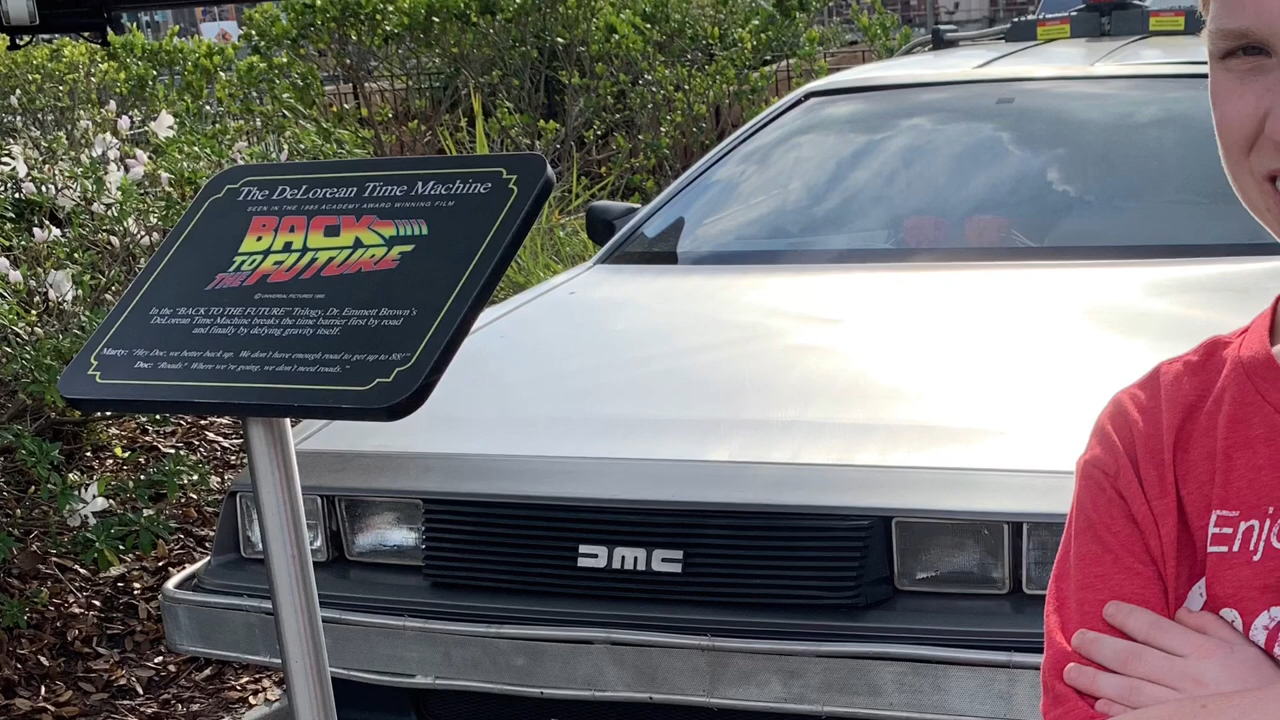 The DeLorean Time Machine
SEEN IN THE 1985 ACADEMY AWARD WINNING FILM
BACK
TO THE
FUTURE
©UNIVERSAL PICTURES 1985
In the "BACK TO THE FUTURE" Trilogy, Dr. Emmett Brown's
DeLorean Time Machine breaks the time barrier first by road
and finally by defying gravity itself.
Marty: "Hey Doc, we better back up. We don't have enough road to get up to 88!"
Doc: "Roads? Where we're going, we don't need roads."
DMC
Enjo